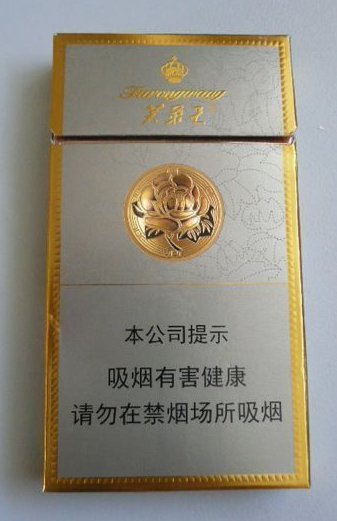 Furongwang
芙蓉王
本公司提示
吸烟有害健康
请勿在禁烟场所吸烟